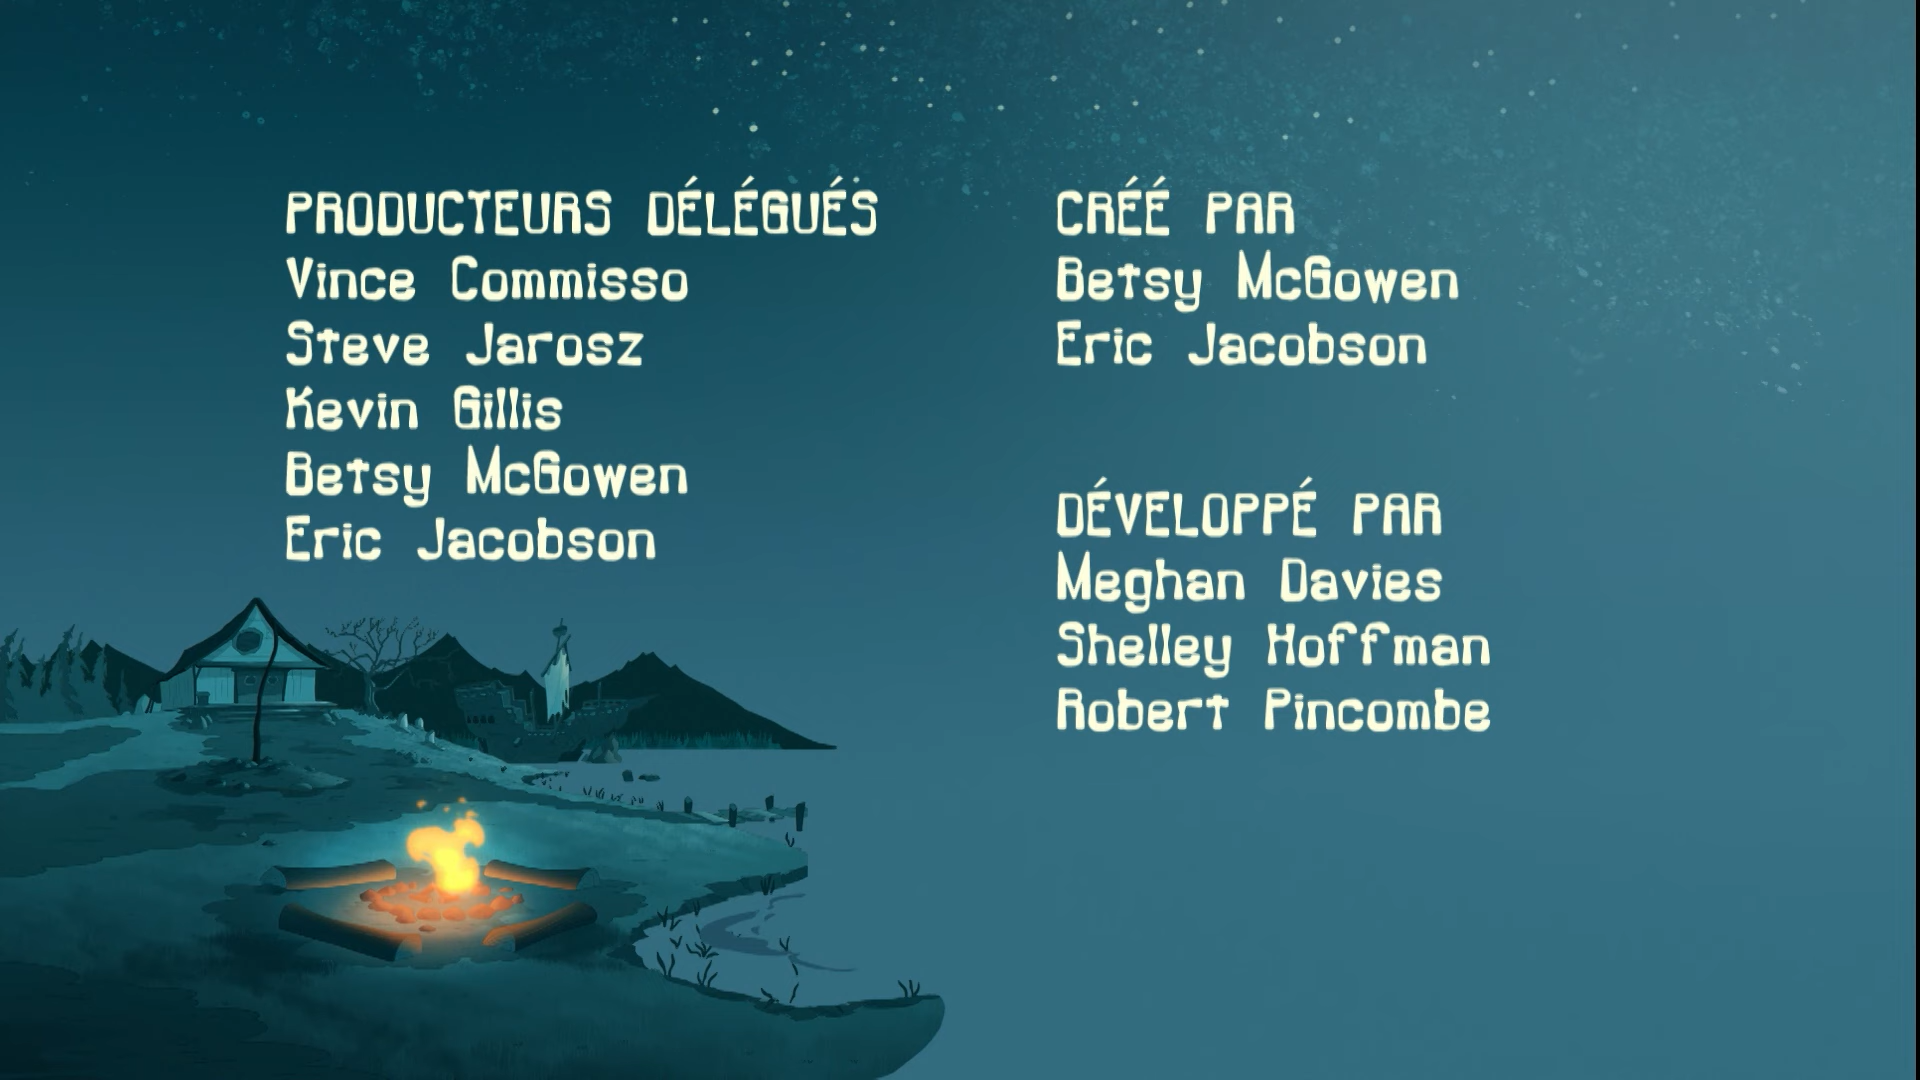 PRODUCTEURS DÉLÉGUÉS
Vince Commisso
Steve Jarosz
Kevin Gillis
Betsy McGowen
Eric Jacobson
CRÉÉ PAR
Betsy McGowen
Eric Jacobson
DÉVELOPPÉ PAR
Meghan Davies
Shelley Hoffman
Robert Pincombe